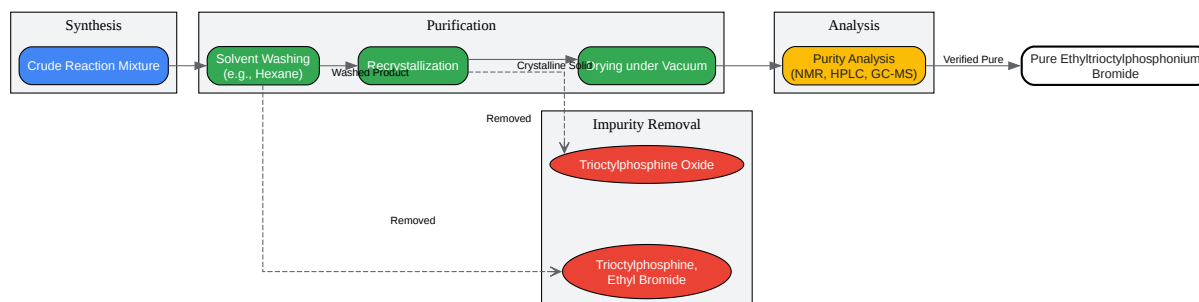 Synthesis
Crude Reaction Mixture
Purification
Solvent Washing
(e.g., Hexane)
Washed Product
Recrystallization
Crystalline Solid
Drying under Vacuum
Analysis
Purity Analysis
(NMR, HPLC, GC-MS)
Verified Pure
Pure Ethyltrioctylphosphonium
Bromide
Removed
Impurity Removal
Trioctylphosphine Oxide
Removed
Trioctylphosphine,
Ethyl Bromide